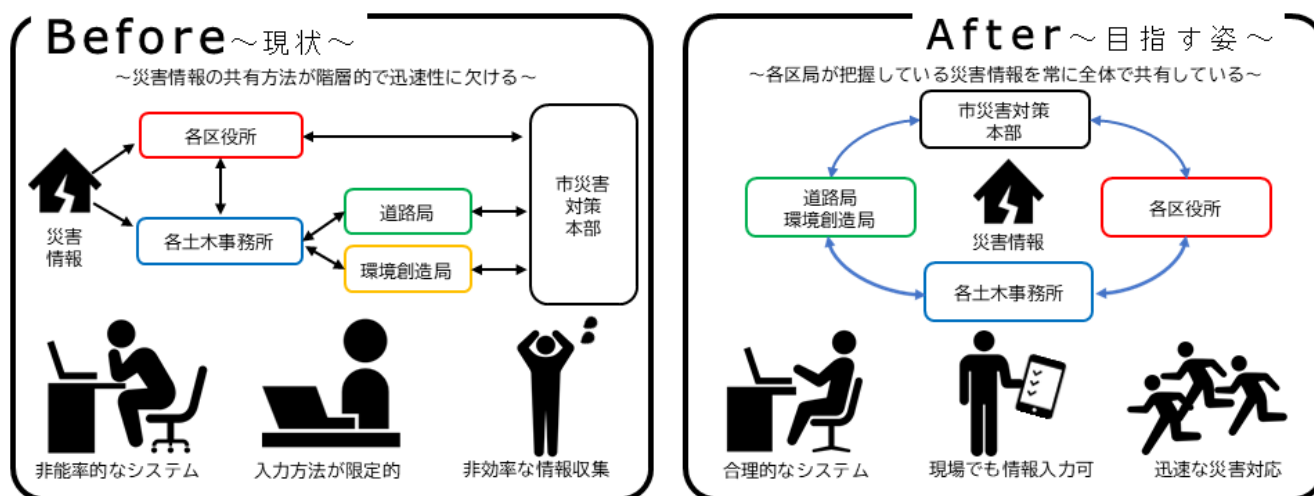 Before～現状～
～災害情報の共有方法が階層的で迅速性に欠ける～
災害
情報
各区役所
各土木事務所
道路局
環境創造局
市災害
対策
本部
非能率的なシステム
入力方法が限定的
非効率な情報収集
After～目指す姿～
～各区局が把握している災害情報を常に全体で共有している～
市災害対策
本部
道路局
環境創造局
災害情報
各区役所
各土木事務所
合理的なシステム
現場でも情報入力可
迅速な災害対応